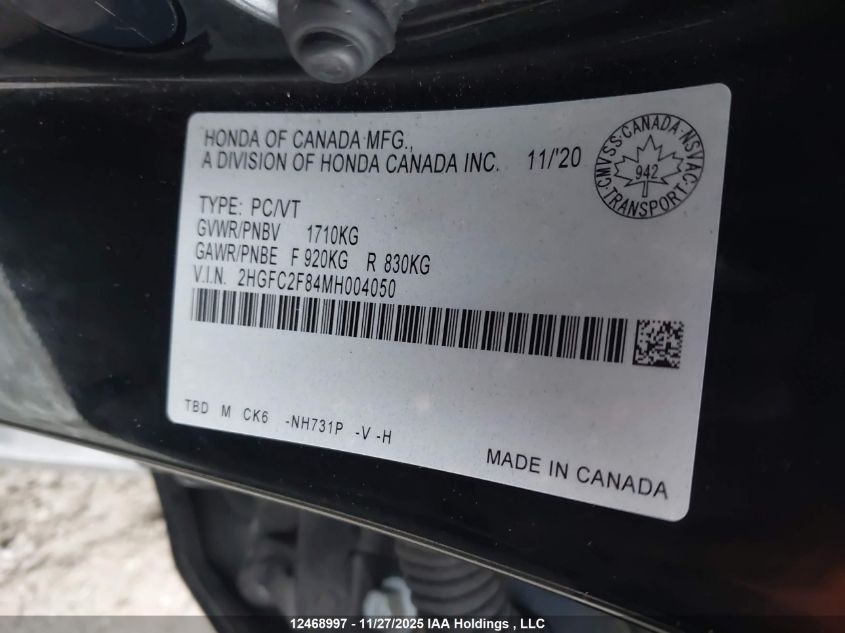 HONDA OF CANADA MFG.,
A DIVISION OF HONDA CANADA INC. 11/'20
CMVSS·CANADA·NSVAC
942
TRANSPORT
TYPE: PC/VT
GVWR/PNBV 1710KG
GAWR/PNBE F 920KG R 830KG
V.I.N. 2HGFC2F84MH004050
TBD M CK6 -NH731P -V -H
MADE IN CANADA
12468997 - 11/27/2025 IAA Holdings , LLC